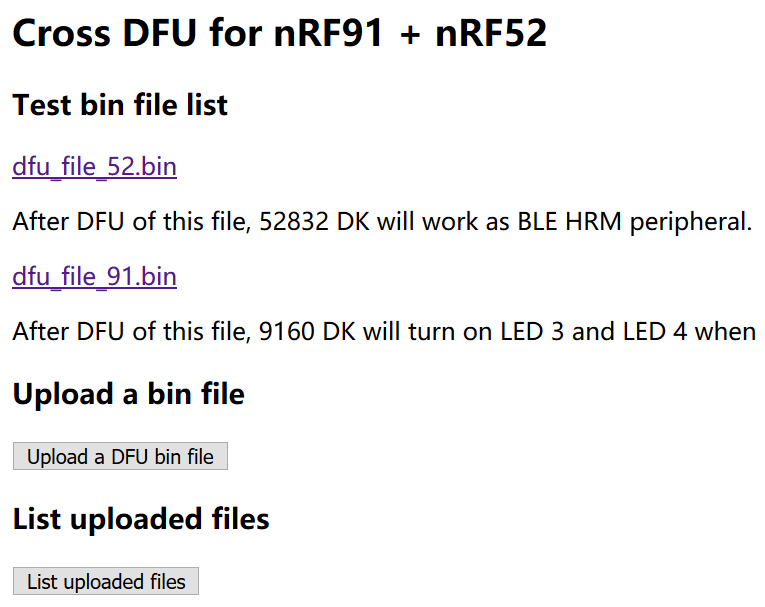 Cross DFU for nRF91 + nRF52
Test bin file list
dfu_file_52.bin
After DFU of this file, 52832 DK will work as BLE HRM peripheral.
dfu_file_91.bin
After DFU of this file, 9160 DK will turn on LED 3 and LED 4 when
Upload a bin file
Upload a DFU bin file
List uploaded files
List uploaded files